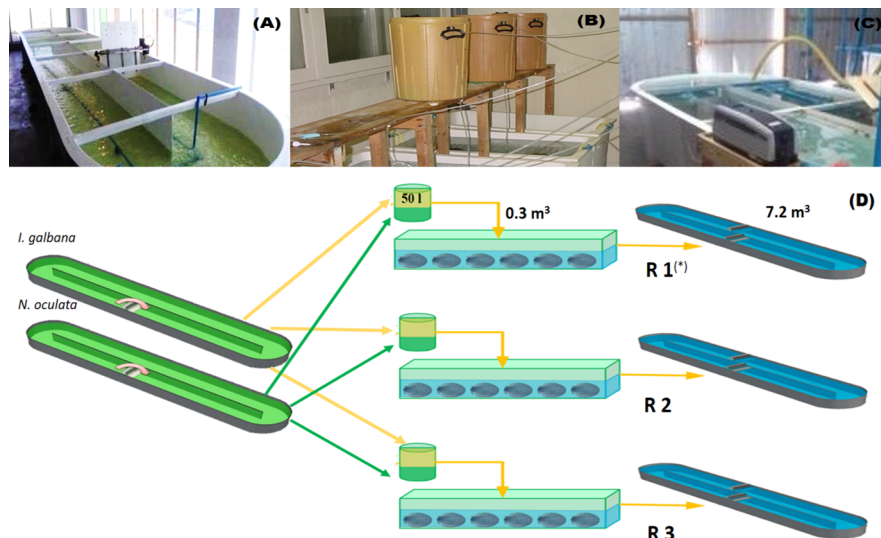 (A)
(B)
(C)
(D)
50 l
0.3 m³
7.2 m³
I. galbana
R 1(*)
N. oculata
R 2
R 3